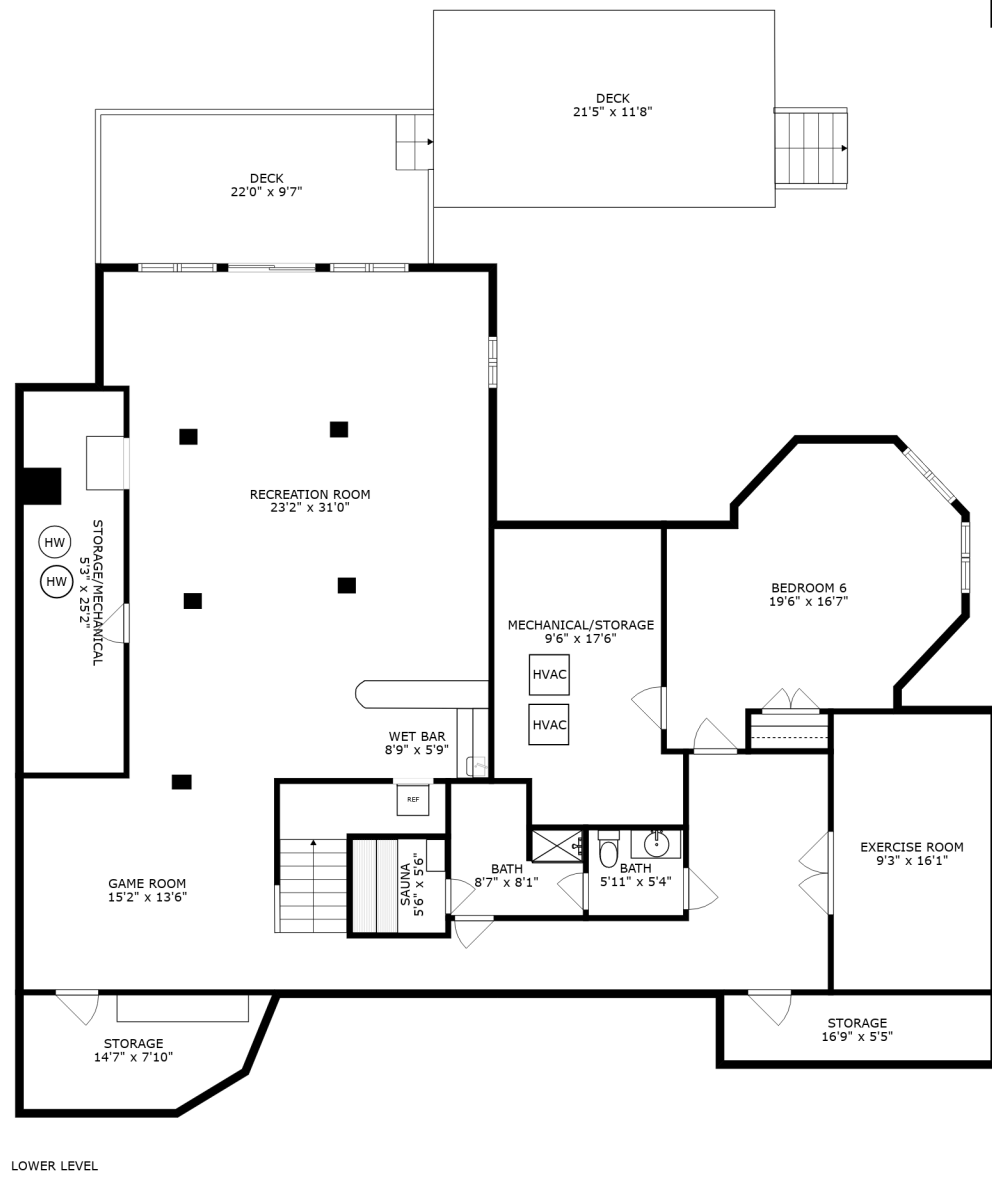 DECK
21'5" x 11'8"
DECK
22'0" x 9'7"
RECREATION ROOM
23'2" x 31'0"
HW
HW
STORAGE/MECHANICAL
5'3" x 25'2"
BEDROOM 6
19'6" x 16'7"
MECHANICAL/STORAGE
9'6" x 17'6"
HVAC
HVAC
WET BAR
8'9" x 5'9"
REF
EXERCISE ROOM
9'3" x 16'1"
GAME ROOM
15'2" x 13'6"
SAUNA
5'6" x 5'6"
BATH
8'7" x 8'1"
BATH
5'11" x 5'4"
STORAGE
14'7" x 7'10"
STORAGE
16'9" x 5'5"
LOWER LEVEL